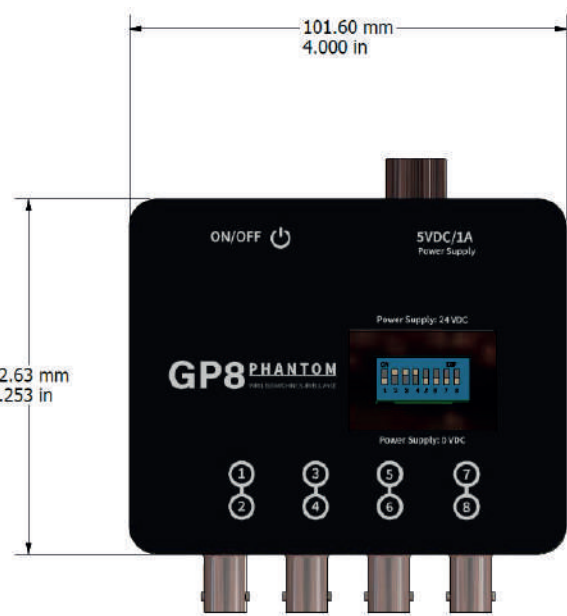 101.60 mm
4.000 in
ON/OFF
5VDC/1A
Power Supply
Power Supply: 24 VDC
2.63 mm
.253 in
GP8 PHANTOM
ON
1 2 3 4 5 6 7 8
Power Supply: 0 VDC
1 3 5 7
2 4 6 8